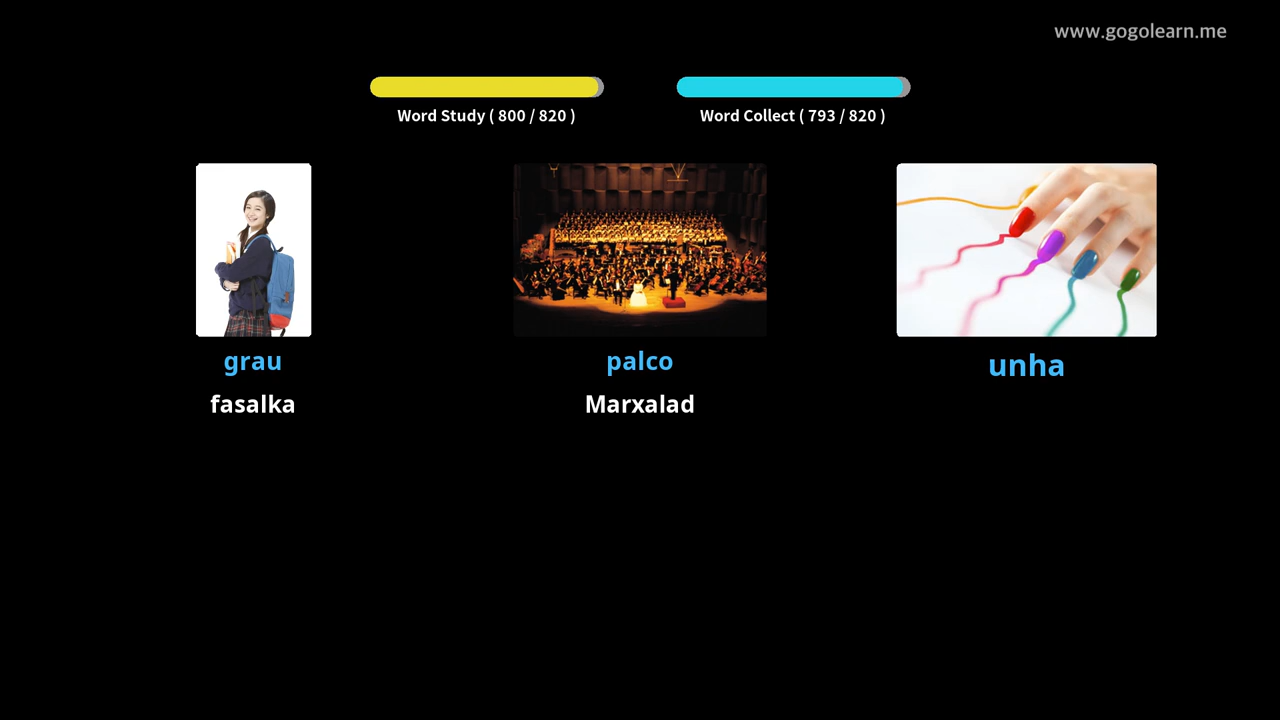 www.gogolearn.me
Word Study ( 800 / 820 )
Word Collect ( 793 / 820 )
grau
palco
unha
fasalka
Marxalad